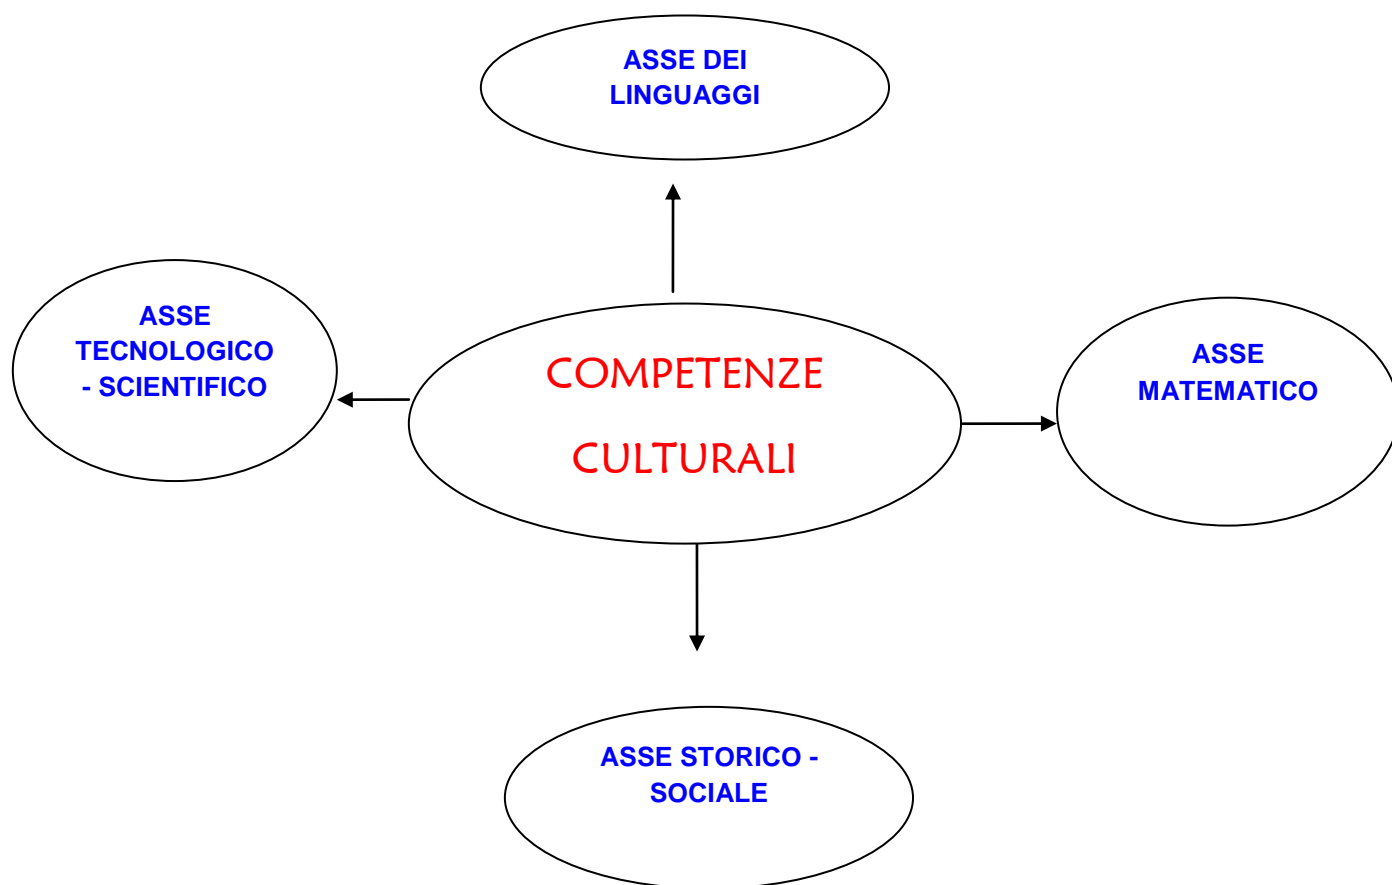 ASSE DEI
LINGUAGGI
ASSE
TECNOLOGICO
- SCIENTIFICO
COMPETENZE
CULTURALI
ASSE
MATEMATICO
ASSE STORICO -
SOCIALE